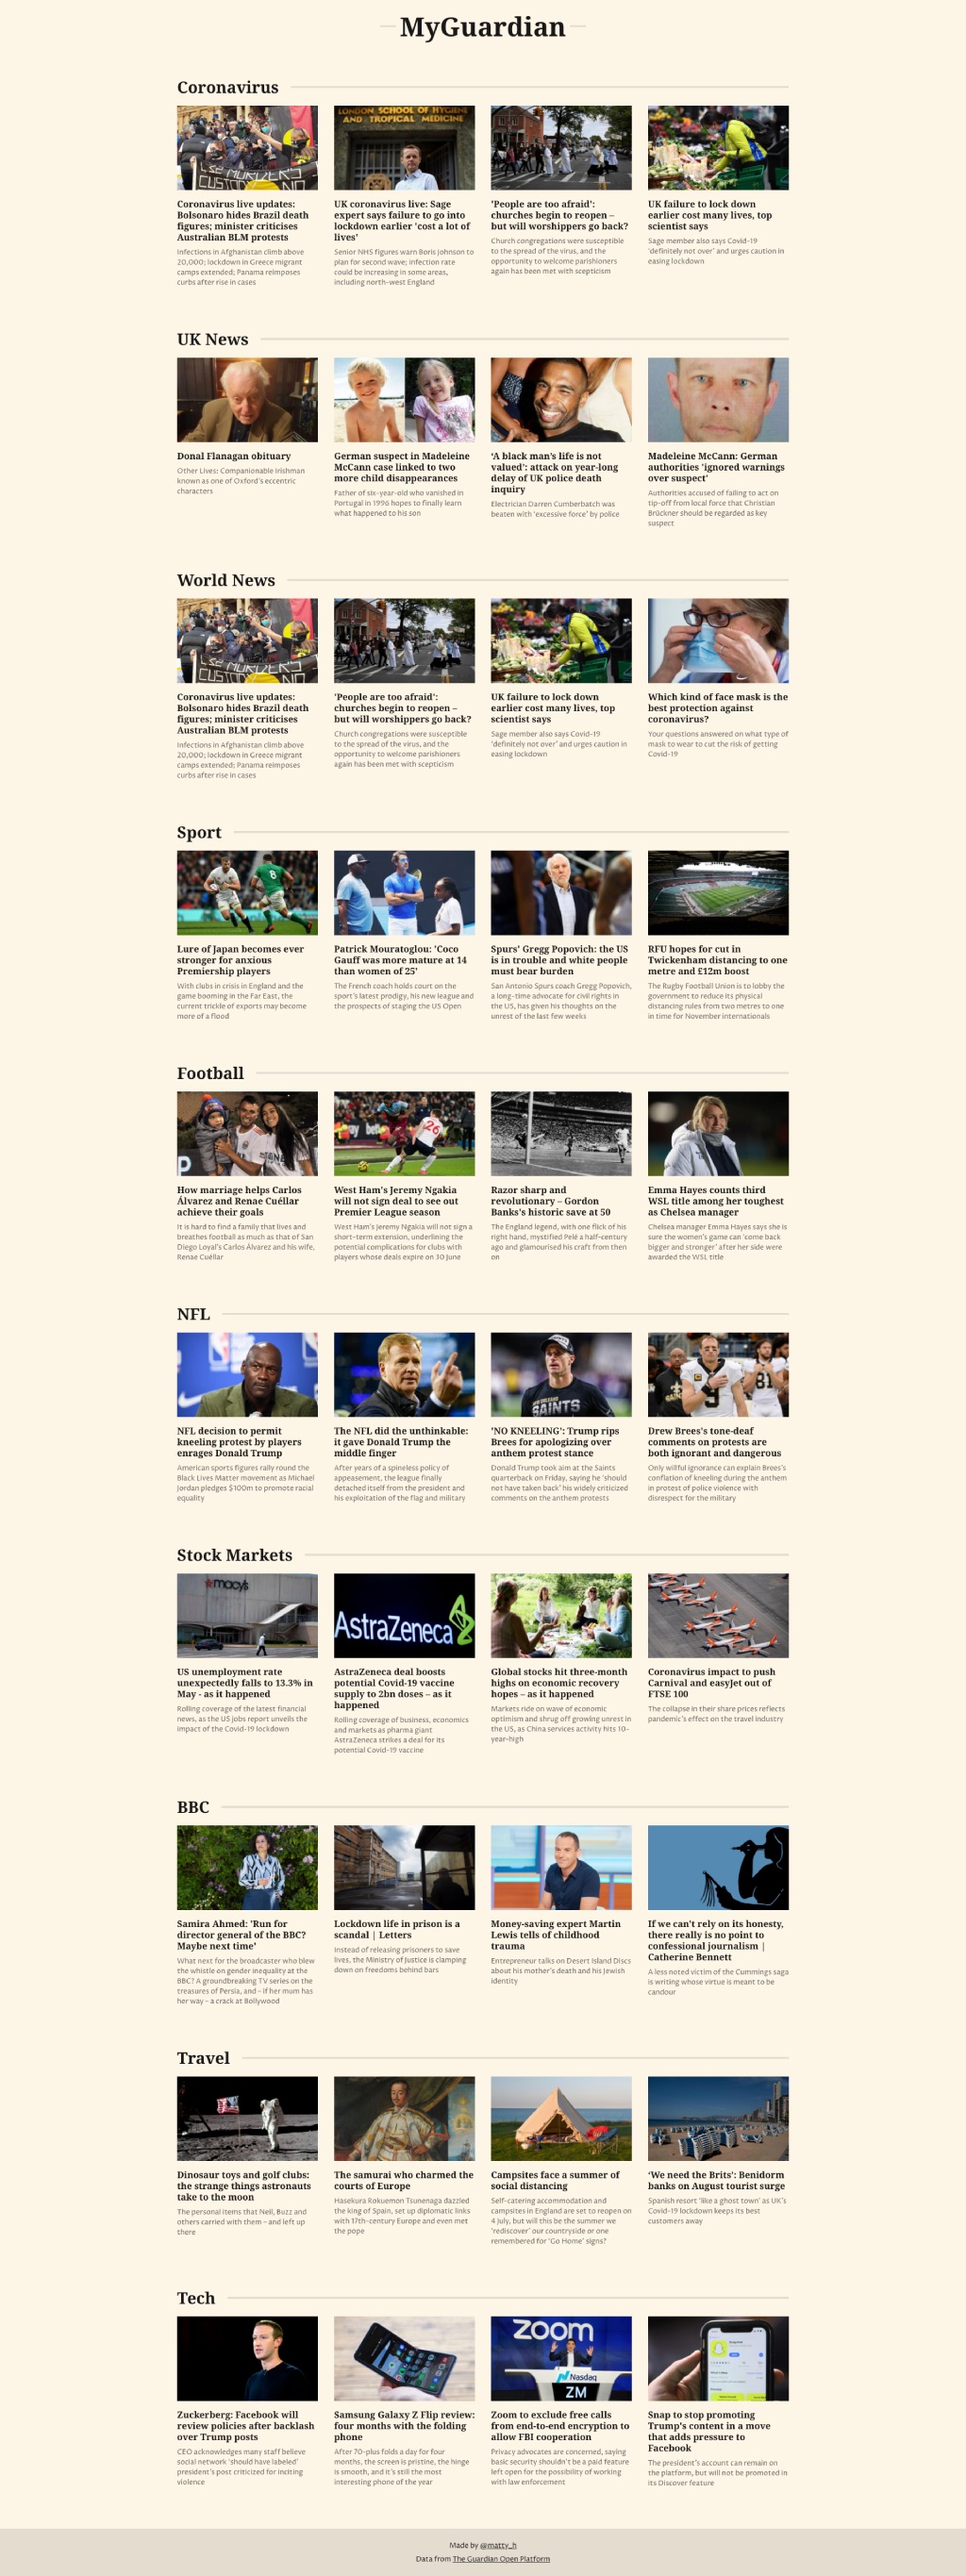 MyGuardian
Coronavirus
LONDON SCHOOL OF HYGIENE
AND TROPICAL MEDICINE
Coronavirus live updates:
Bolsonaro hides Brazil death
figures; minister criticises
Australian BLM protests
Infections in Afghanistan climb above
20,000; lockdown in Greece migrant
camps extended; Panama reimposes
curbs after rise in cases
UK coronavirus live: Sage
expert says failure to go into
lockdown earlier 'cost a lot of
lives'
Senior NHS figures warn Boris Johnson to
plan for second wave; infection rate
could be increasing in some areas,
including north-west England
'People are too afraid':
churches begin to reopen –
but will worshippers go back?
Church congregations were susceptible
to the spread of the virus, and the
opportunity to welcome parishioners
again has been met with scepticism
UK failure to lock down
earlier cost many lives, top
scientist says
Sage member also says Covid-19
'definitely not over' and urges caution in
easing lockdown
UK News
Donal Flanagan obituary
Other Lives: Companionable Irishman
known as one of Oxford's eccentric
characters
German suspect in Madeleine
McCann case linked to two
more child disappearances
Father of six-year-old who vanished in
Portugal in 1996 hopes to finally learn
what happened to his son
‘A black man’s life is not
valued’: attack on year-long
delay of UK police death
inquiry
Electrician Darren Cumberbatch was
beaten with ‘excessive force’ by police
Madeleine McCann: German
authorities 'ignored warnings
over suspect'
Authorities accused of failing to act on
tip-off from local force that Christian
Brückner should be regarded as key
suspect
World News
Coronavirus live updates:
Bolsonaro hides Brazil death
figures; minister criticises
Australian BLM protests
Infections in Afghanistan climb above
20,000; lockdown in Greece migrant
camps extended; Panama reimposes
curbs after rise in cases
'People are too afraid':
churches begin to reopen –
but will worshippers go back?
Church congregations were susceptible
to the spread of the virus, and the
opportunity to welcome parishioners
again has been met with scepticism
UK failure to lock down
earlier cost many lives, top
scientist says
Sage member also says Covid-19
'definitely not over' and urges caution in
easing lockdown
Which kind of face mask is the
best protection against
coronavirus?
Your questions answered on what type of
mask to wear to cut the risk of getting
Covid-19
Sport
Lure of Japan becomes ever
stronger for anxious
Premiership players
With clubs in crisis in England and the
game booming in the Far East, the
current trickle of exports may become
more of a flood
Patrick Mouratoglou: 'Coco
Gauff was more mature at 14
than women of 25'
The French coach holds court on the
sport's latest prodigy, his new league and
the prospects of staging the US Open
Spurs' Gregg Popovich: the US
is in trouble and white people
must bear burden
San Antonio Spurs coach Gregg Popovich,
a long-time advocate for civil rights in
the US, has given his thoughts on the
unrest of the last few weeks
RFU hopes for cut in
Twickenham distancing to one
metre and £12m boost
The Rugby Football Union is to lobby the
government to reduce its physical
distancing rules from two metres to one
in time for November internationals
Football
26
How marriage helps Carlos
Álvarez and Renae Cuéllar
achieve their goals
It is hard to find a family that lives and
breathes football as much as that of San
Diego Loyal's Carlos Álvarez and his wife,
Renae Cuéllar
West Ham's Jeremy Ngakia
will not sign deal to see out
Premier League season
West Ham's Jeremy Ngakia will not sign a
short-term extension, underlining the
potential complications for clubs with
players whose deals expire on 30 June
Razor sharp and
revolutionary – Gordon
Banks's historic save at 50
The England legend, with one flick of his
right hand, mystified Pelé a half-century
ago and glamourised his craft from then
on
Emma Hayes counts third
WSL title among her toughest
as Chelsea manager
Chelsea manager Emma Hayes says she is
sure the women's game can 'come back
bigger and stronger' after her side were
awarded the WSL title
NFL
SAINTS
9
81
NFL decision to permit
kneeling protest by players
enrages Donald Trump
American sports figures rally round the
Black Lives Matter movement as Michael
Jordan pledges $100m to promote racial
equality
The NFL did the unthinkable:
it gave Donald Trump the
middle finger
After years of a spineless policy of
appeasement, the league finally
detached itself from the president and
his exploitation of the flag and military
'NO KNEELING': Trump rips
Brees for apologizing over
anthem protest stance
Donald Trump took aim at the Saints
quarterback on Friday, saying he 'should
not have taken back' his widely criticized
comments on the anthem protests
Drew Brees's tone-deaf
comments on protests are
both ignorant and dangerous
Only willful ignorance can explain Brees's
conflation of kneeling during the anthem
in protest of police violence with
disrespect for the military
Stock Markets
macys
AstraZeneca
US unemployment rate
unexpectedly falls to 13.3% in
May - as it happened
Rolling coverage of the latest financial
news, as the US jobs report unveils the
impact of the Covid-19 lockdown
AstraZeneca deal boosts
potential Covid-19 vaccine
supply to 2bn doses – as it
happened
Rolling coverage of business, economics
and markets as pharma giant
AstraZeneca strikes a deal for its
potential Covid-19 vaccine
Global stocks hit three-month
highs on economic recovery
hopes – as it happened
Markets ride on wave of economic
optimism and shrug off growing unrest in
the US, as China services activity hits 10-
year-high
Coronavirus impact to push
Carnival and easyJet out of
FTSE 100
The collapse in their share prices reflects
pandemic's effect on the travel industry
BBC
Samira Ahmed: 'Run for
director general of the BBC?
Maybe next time'
What next for the broadcaster who blew
the whistle on gender inequality at the
BBC? A groundbreaking TV series on the
treasures of Persia, and – if her mum has
her way – a crack at Bollywood
Lockdown life in prison is a
scandal | Letters
Instead of releasing prisoners to save
lives, the Ministry of Justice is clamping
down on freedoms behind bars
Money-saving expert Martin
Lewis tells of childhood
trauma
Entrepreneur talks on Desert Island Discs
about his mother's death and his Jewish
identity
If we can't rely on its honesty,
there really is no point to
confessional journalism |
Catherine Bennett
A less noted victim of the Cummings saga
is writing whose virtue is meant to be
candour
Travel
Dinosaur toys and golf clubs:
the strange things astronauts
take to the moon
The personal items that Neil, Buzz and
others carried with them – and left up
there
The samurai who charmed the
courts of Europe
Hasekura Rokuemon Tsunenaga dazzled
the king of Spain, set up diplomatic links
with 17th-century Europe and even met
the pope
Campsites face a summer of
social distancing
Self-catering accommodation and
campsites in England are set to reopen on
4 July, but will this be the summer we
'rediscover' our countryside or one
remembered for 'Go Home' signs?
‘We need the Brits’: Benidorm
banks on August tourist surge
Spanish resort 'like a ghost town' as UK's
Covid-19 lockdown keeps its best
customers away
Tech
zoom
Nasdaq
ZM
Zuckerberg: Facebook will
review policies after backlash
over Trump posts
CEO acknowledges many staff believe
social network 'should have labeled'
president's post criticized for inciting
violence
Samsung Galaxy Z Flip review:
four months with the folding
phone
After 70-plus folds a day for four
months, the screen is pristine, the hinge
is smooth, and it's still the most
interesting phone of the year
Zoom to exclude free calls
from end-to-end encryption to
allow FBI cooperation
Privacy advocates are concerned, saying
basic security shouldn't be a paid feature
left open for the possibility of working
with law enforcement
Snap to stop promoting
Trump's content in a move
that adds pressure to
Facebook
The president's account can remain on
the platform, but will not be promoted in
its Discover feature
Made by @matty_h
Data from The Guardian Open Platform